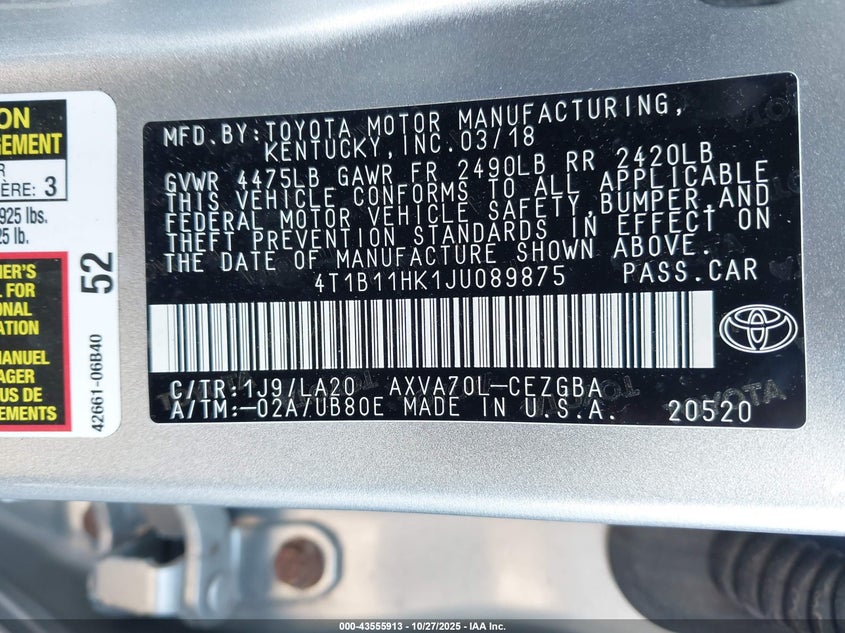 ON
GEMENT
R
ÈRE: 3
925 lbs.
25 lb.
ER'S
L FOR
ONAL
ATION
MANUEL
AGER
US DE
EMENTS
52
42661-06B40
MFD.BY:TOYOTA MOTOR MANUFACTURING,
KENTUCKY,INC.03/18
GVWR 4475LB GAWR FR 2490LB RR 2420LB
THIS VEHICLE CONFORMS TO ALL APPLICABLE
FEDERAL MOTOR VEHICLE SAFETY,BUMPER,AND
THEFT PREVENTION STANDARDS IN EFFECT ON
THE DATE OF MANUFACTURE SHOWN ABOVE.
4T1B11HK1JU089875 PASS.CAR
C/TR:1J9/LA20 AXVA70L-CEZGBA
A/TM:-02A/UB80E MADE IN U.S.A. 20520
000-43555913 - 10/27/2025 - IAA Inc.